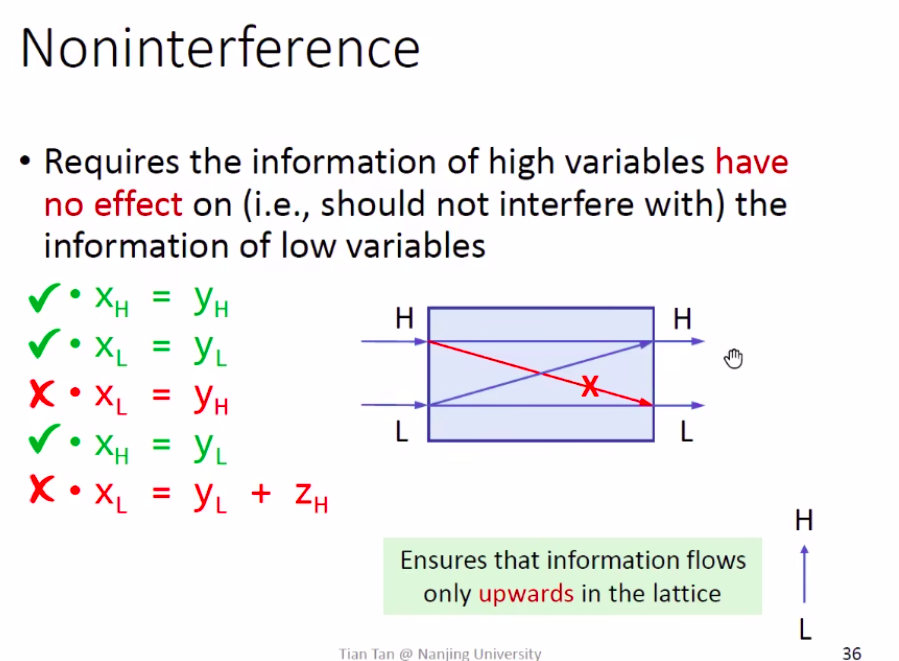 Noninterference
• Requires the information of high variables have
no effect on (i.e., should not interfere with) the
information of low variables
✓• x_H = y_H
✓• x_L = y_L
✗• x_L = y_H
✓• x_H = y_L
✗• x_L = y_L + z_H
H H
X
L L
Ensures that information flows
only upwards in the lattice
H
L
Tian Tan @ Nanjing University
36